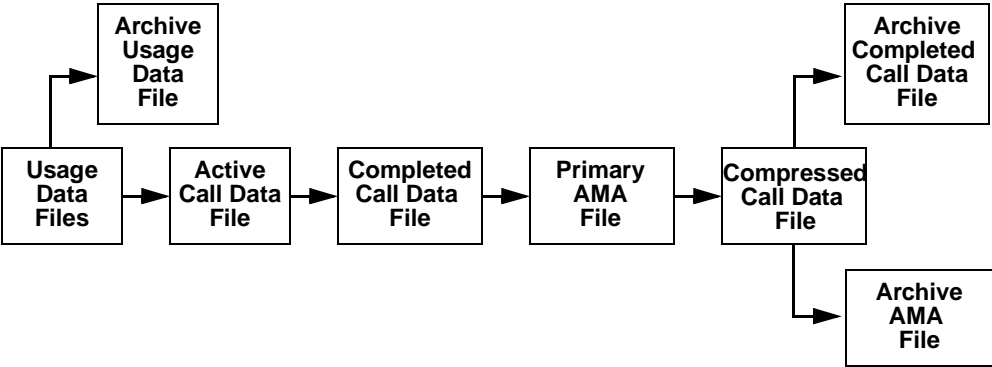 Archive
Usage
Data
File
Archive
Completed
Call Data
File
Usage
Data
Files
Active
Call Data
File
Completed
Call Data
File
Primary
AMA
File
Compressed
Call Data
File
Archive
AMA
File